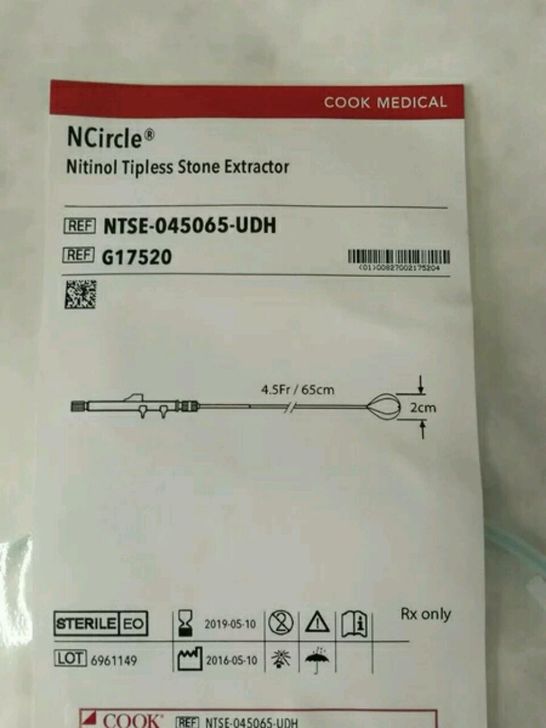 COOK MEDICAL
NCircle®
Nitinol Tipless Stone Extractor
REF NTSE-045065-UDH
REF G17520
(01)00827002175204
4.5Fr / 65cm
2cm
STERILE EO
2019-05-10
Rx only
LOT 6961149
2016-05-10
COOK® REF NTSE-045065-UDH